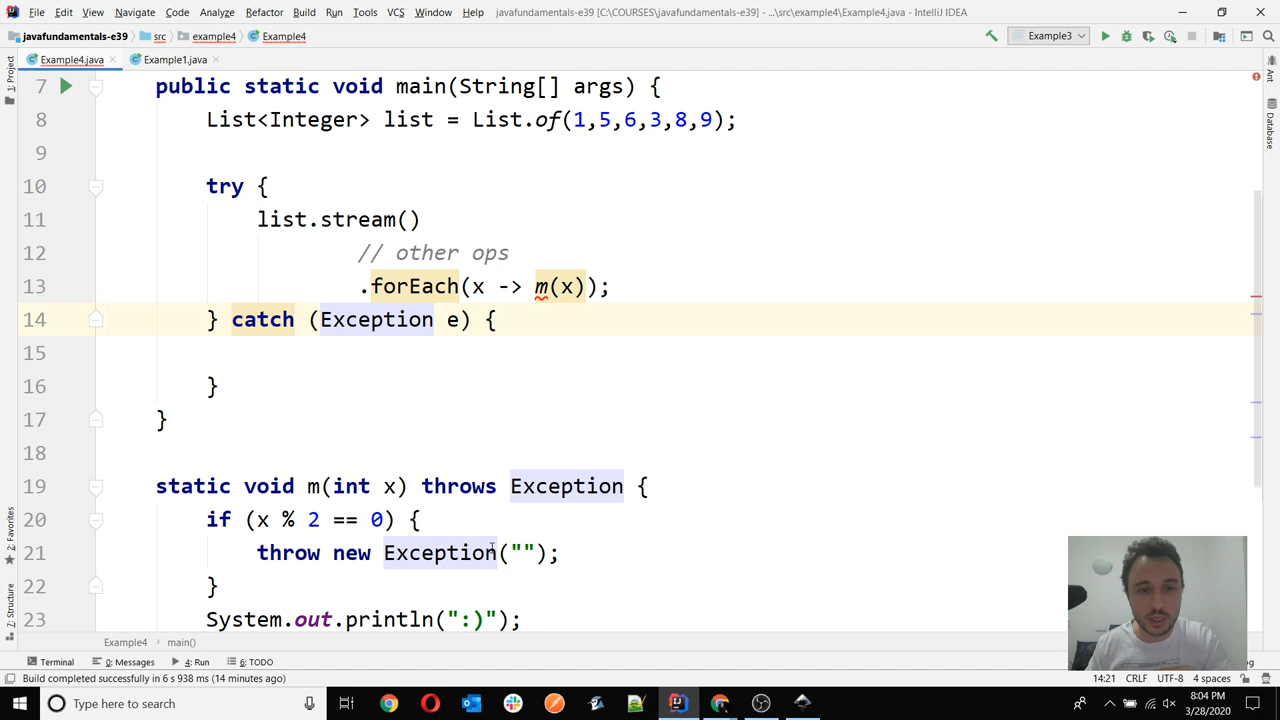 File Edit View Navigate Code Analyze Refactor Build Run Tools VCS Window Help javafundamentals-e39 [C:\COURSES\javafundamentals-e39] - ...\src\example4\Example4.java - IntelliJ IDEA
javafundamentals-e39 src example4 Example4 Example3
Example4.java Example1.java
1: Project
Ant
Database
7 public static void main(String[] args) {
8 List<Integer> list = List.of(1,5,6,3,8,9);
9
10 try {
11 list.stream()
12 // other ops
13 .forEach(x -> m(x));
14 } catch (Exception e) {
15
16 }
17 }
18
19 static void m(int x) throws Exception {
20 if (x % 2 == 0) {
21 throw new Exception("");
22 }
23 System.out.println(":)");
2: Favorites
7: Structure
Example4 main()
Terminal 0: Messages 4: Run 6: TODO
Build completed successfully in 6 s 938 ms (14 minutes ago) 14:21 CRLF UTF-8 4 spaces
Type here to search 8:04 PM
3/28/2020